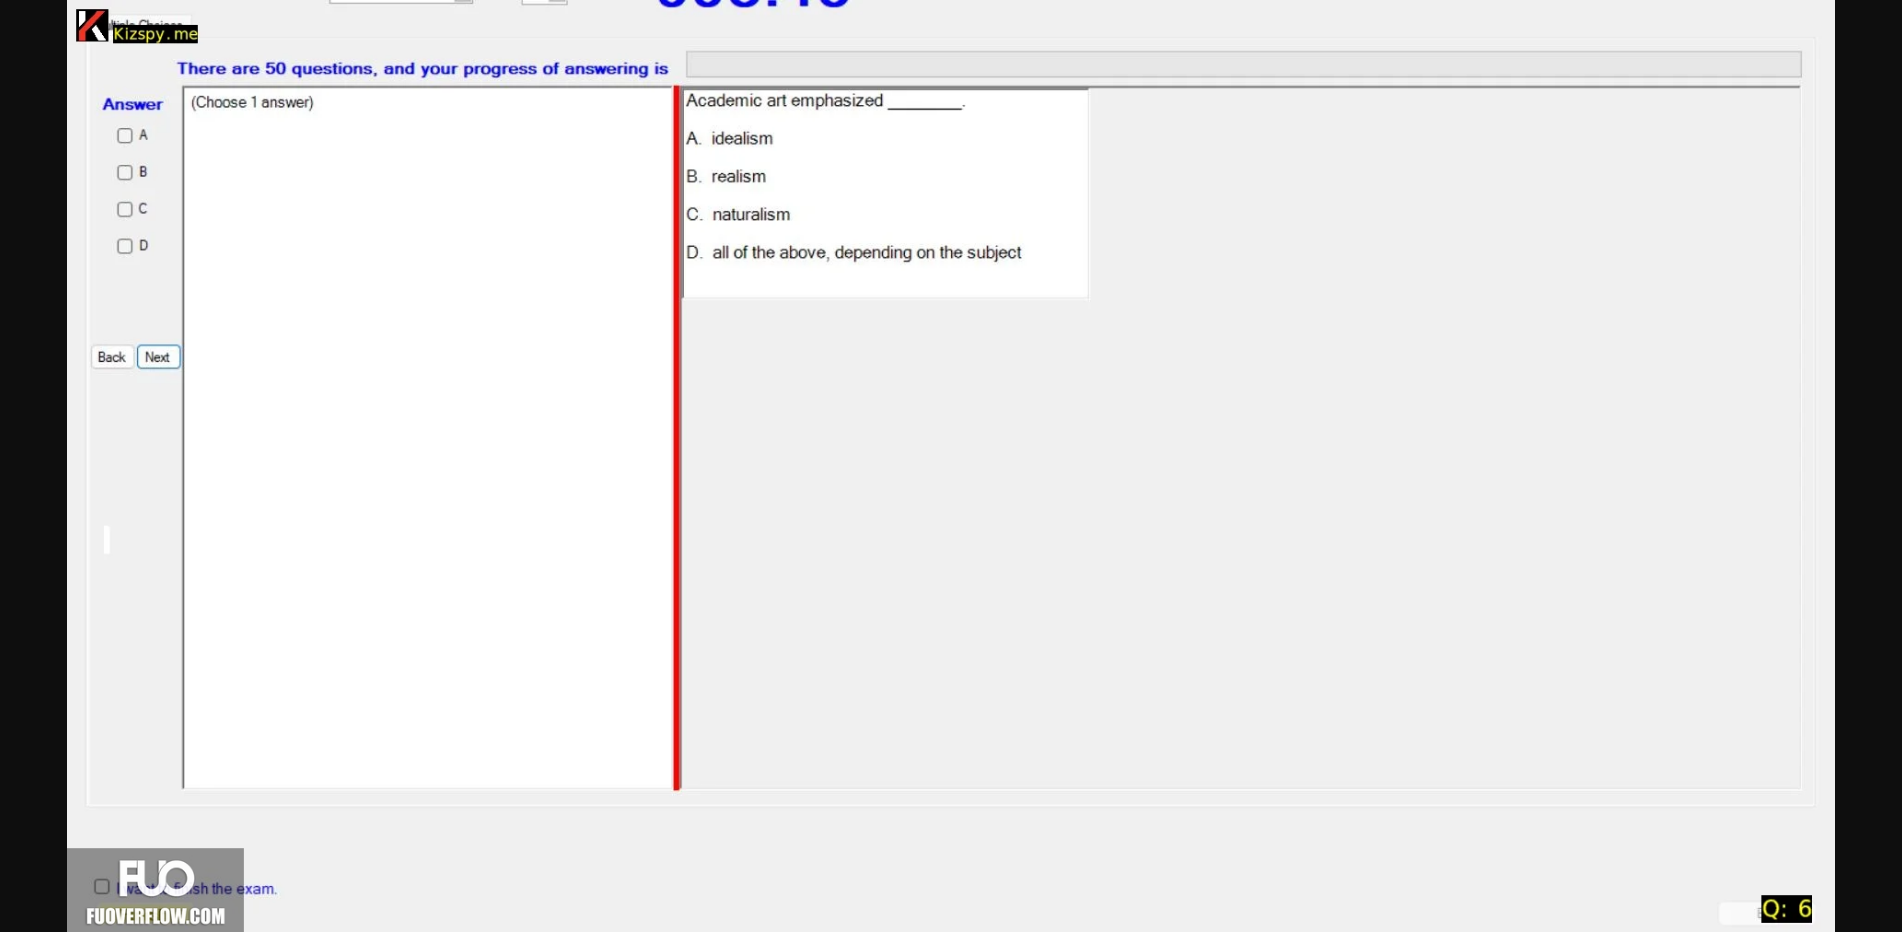 Kizspy.me
There are 50 questions, and your progress of answering is
Answer
(Choose 1 answer)
A
B
C
D
Back Next
Academic art emphasized ________.
A. idealism
B. realism
C. naturalism
D. all of the above, depending on the subject
FUO
finish the exam.
FUOVERFLOW.COM
Q: 6